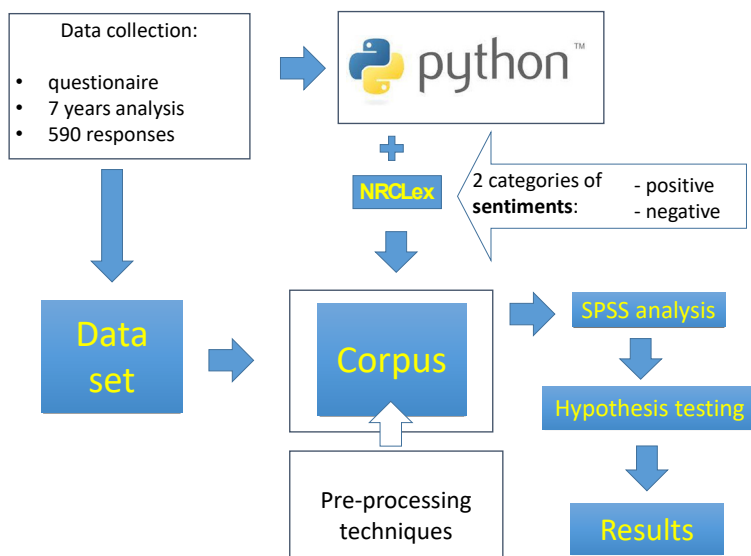 Data collection:
• questionaire
• 7 years analysis
• 590 responses
python™
NRCLex
2 categories of
sentiments:
- positive
- negative
Data
set
Corpus
SPSS analysis
Hypothesis testing
Pre-processing
techniques
Results